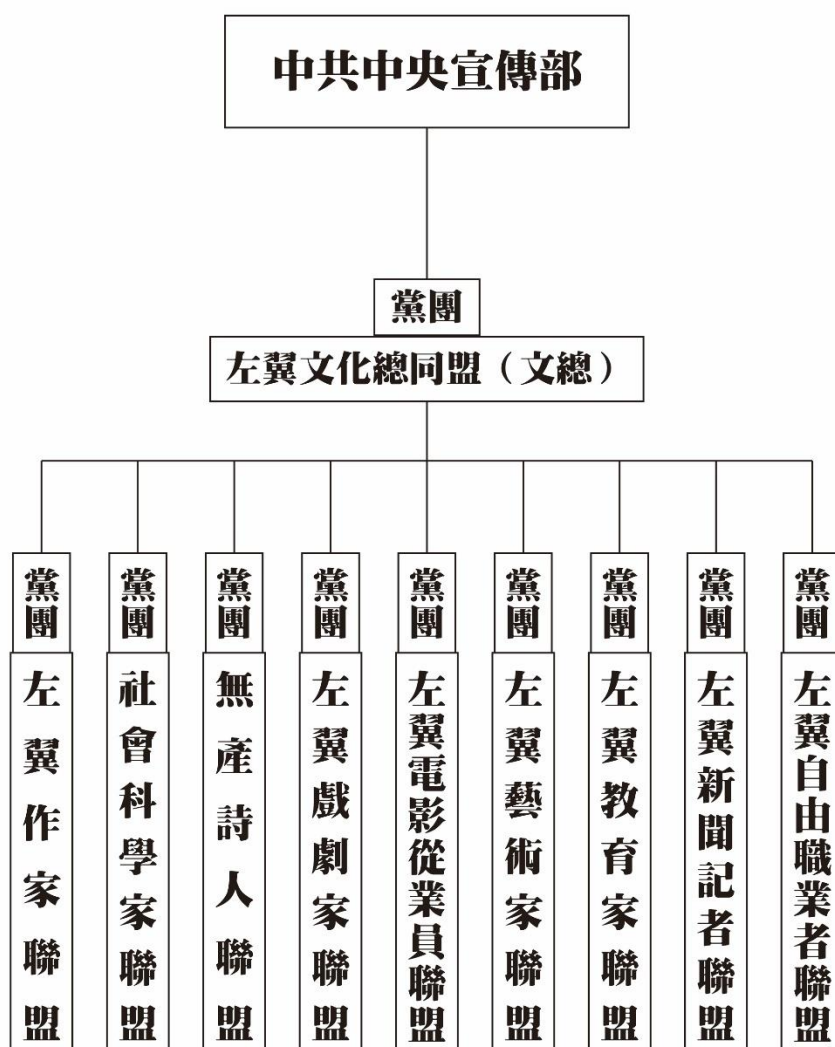 中共中央宣傳部
黨團
左翼文化總同盟（文總）
黨團
左翼作家聯盟
黨團
社會科學家聯盟
黨團
無產詩人聯盟
黨團
左翼戲劇家聯盟
黨團
左翼電影從業員聯盟
黨團
左翼藝術家聯盟
黨團
左翼教育家聯盟
黨團
左翼新聞記者聯盟
黨團
左翼自由職業者聯盟